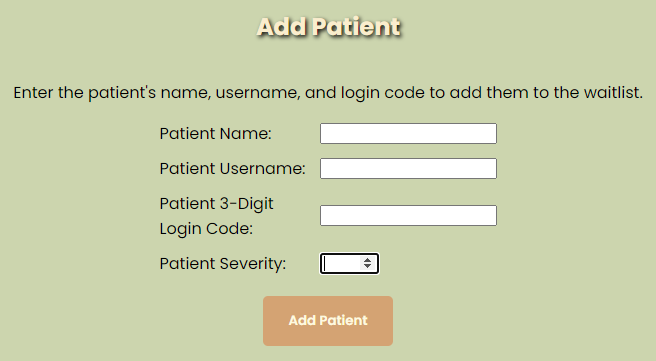 Add Patient
Enter the patient's name, username, and login code to add them to the waitlist.
Patient Name:
Patient Username:
Patient 3-Digit
Login Code:
Patient Severity:
Add Patient